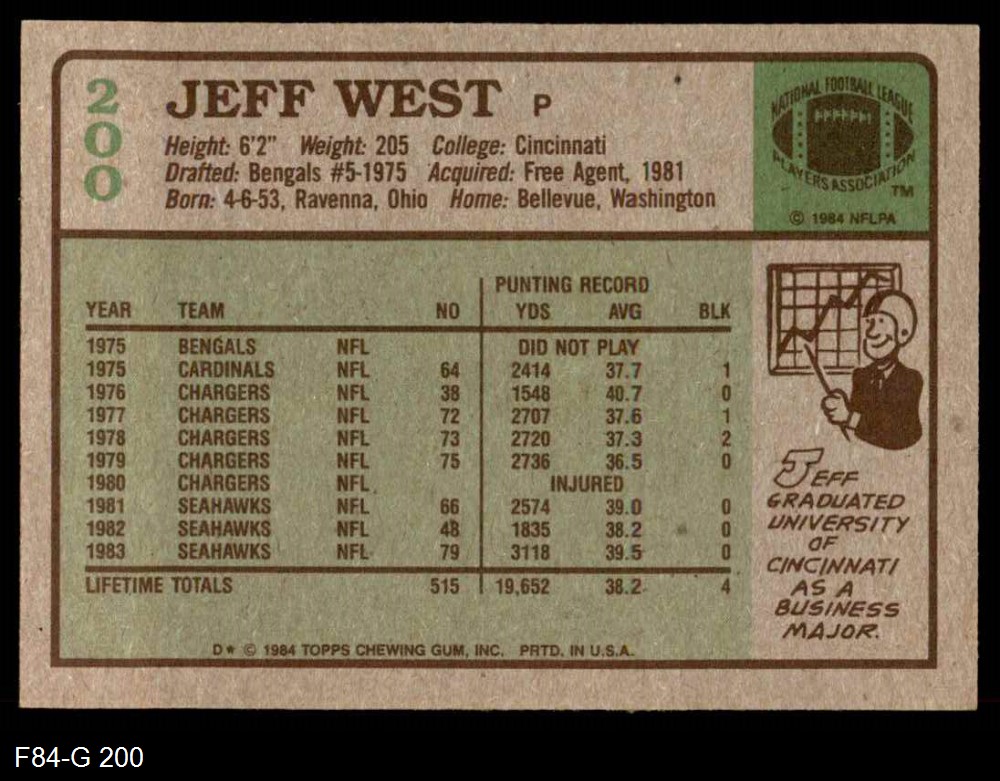 200
JEFF WEST P
Height: 6'2" Weight: 205 College: Cincinnati
Drafted: Bengals #5-1975 Acquired: Free Agent, 1981
Born: 4-6-53, Ravenna, Ohio Home: Bellevue, Washington
NATIONAL FOOTBALL LEAGUE
PLAYERS ASSOCIATION
TM
© 1984 NFLPA
PUNTING RECORD
YEAR TEAM NO YDS AVG BLK
1975 BENGALS NFL DID NOT PLAY
1975 CARDINALS NFL 64 2414 37.7 1
1976 CHARGERS NFL 38 1548 40.7 0
1977 CHARGERS NFL 72 2707 37.6 1
1978 CHARGERS NFL 73 2720 37.3 2
1979 CHARGERS NFL 75 2736 36.5 0
1980 CHARGERS NFL INJURED
1981 SEAHAWKS NFL 66 2574 39.0 0
1982 SEAHAWKS NFL 48 1835 38.2 0
1983 SEAHAWKS NFL 79 3118 39.5 0
LIFETIME TOTALS 515 19,652 38.2 4
JEFF
GRADUATED
UNIVERSITY
OF
CINCINNATI
AS A
BUSINESS
MAJOR.
D* © 1984 TOPPS CHEWING GUM, INC. PRTD. IN U.S.A.
F84-G 200